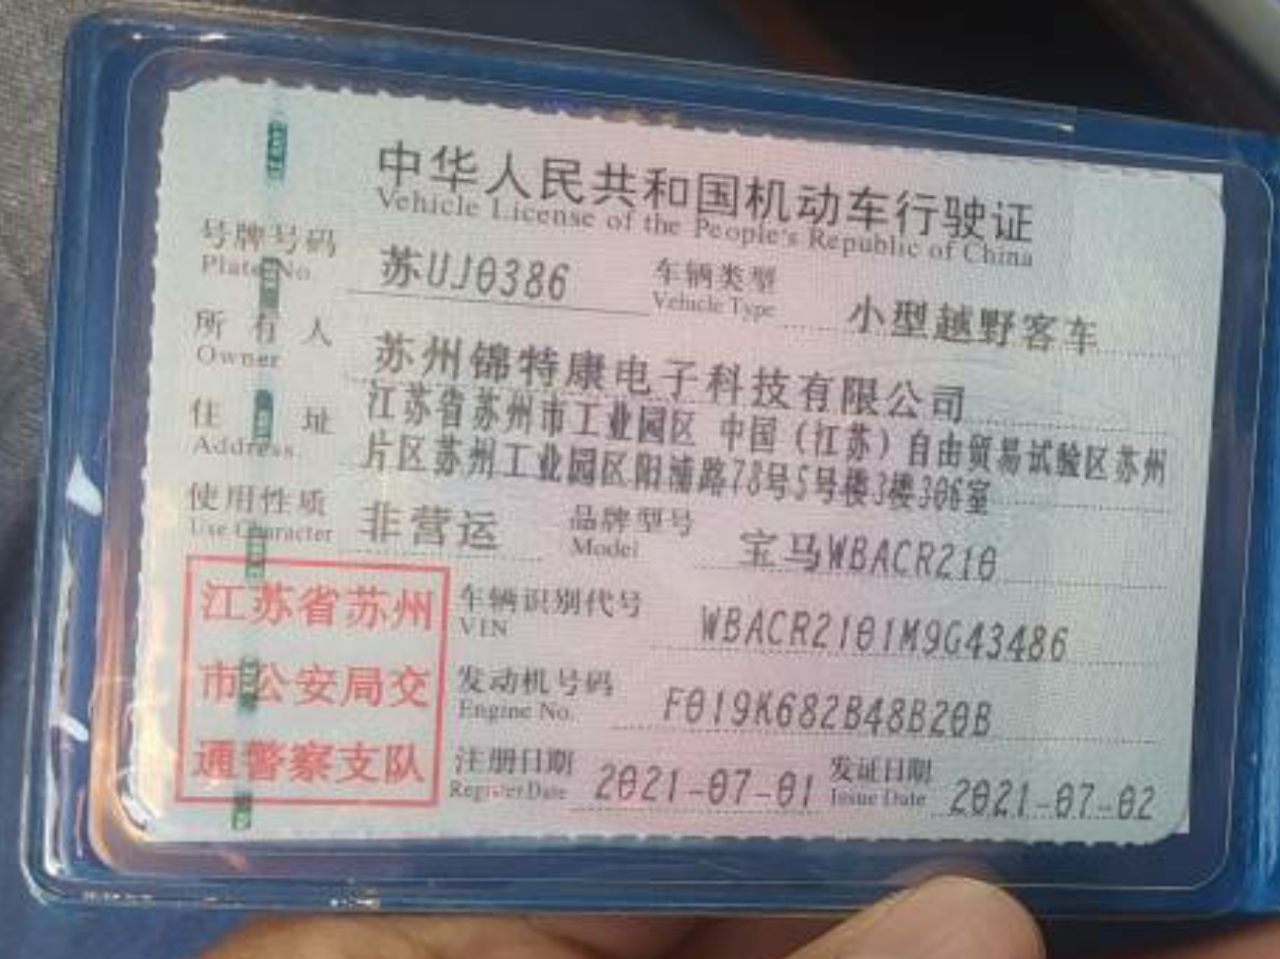 中华人民共和国机动车行驶证
Vehicle License of the People's Republic of China
号牌号码 苏UJ0386 车辆类型 小型越野客车
Plate No. Vehicle Type
所有人 苏州锦特康电子科技有限公司
Owner
住址 江苏省苏州市工业园区 中国（江苏）自由贸易试验区苏州
Address 片区苏州工业园区阳浦路78号5号楼3楼306室
使用性质 非营运 品牌型号 宝马WBACR210
Use Character Model
江苏省苏州
市公安局交
通警察支队
车辆识别代号 WBACR2101M9G43486
VIN
发动机号码 F019K682B48B20B
Engine No.
注册日期 2021-07-01 发证日期 2021-07-02
Register Date Issue Date